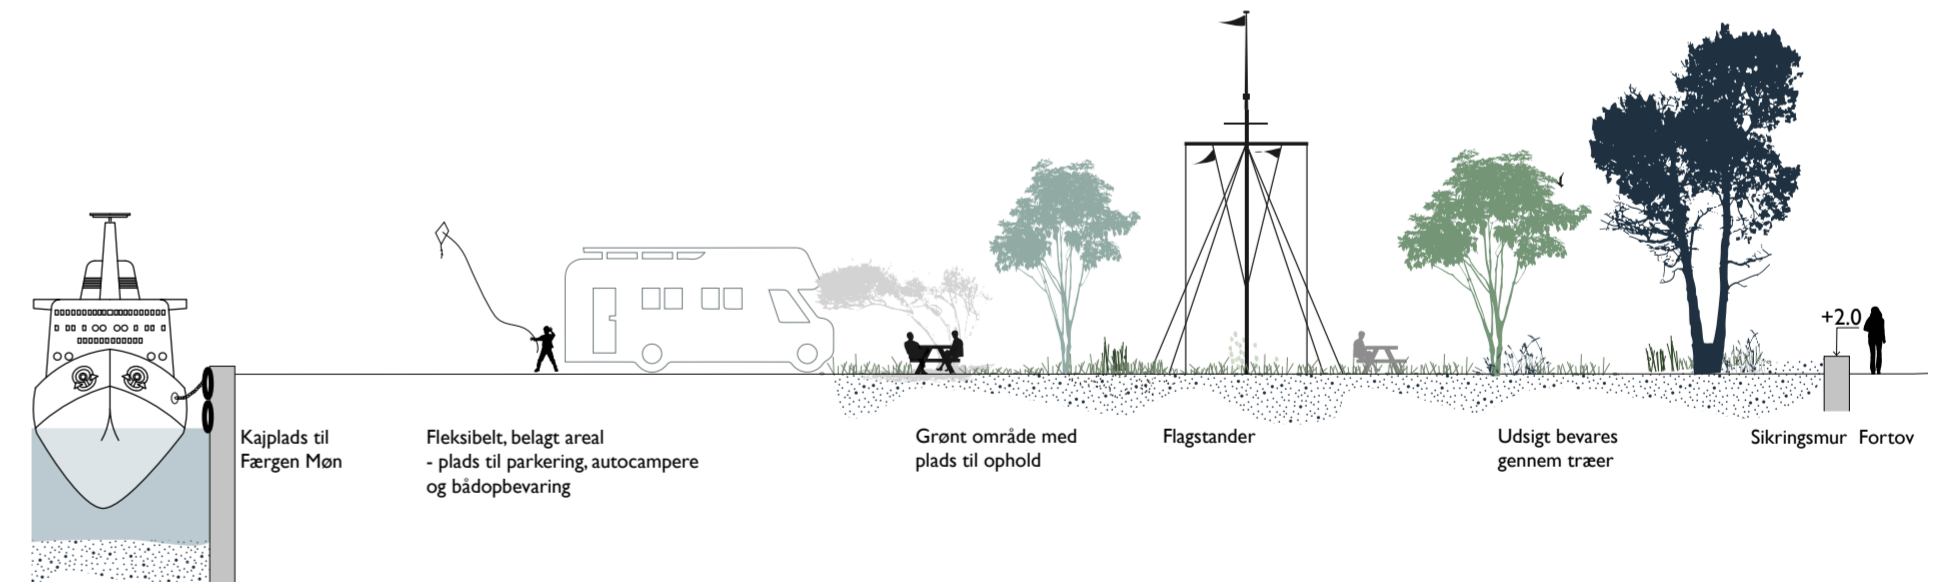 +2.0
Kajplads til
Færgen Møn
Fleksibelt, belagt areal
- plads til parkering, autocampere
og bådopbevaring
Grønt område med
plads til ophold
Flagstander
Udsigt bevares
gennem træer
Sikringsmur
Fortov